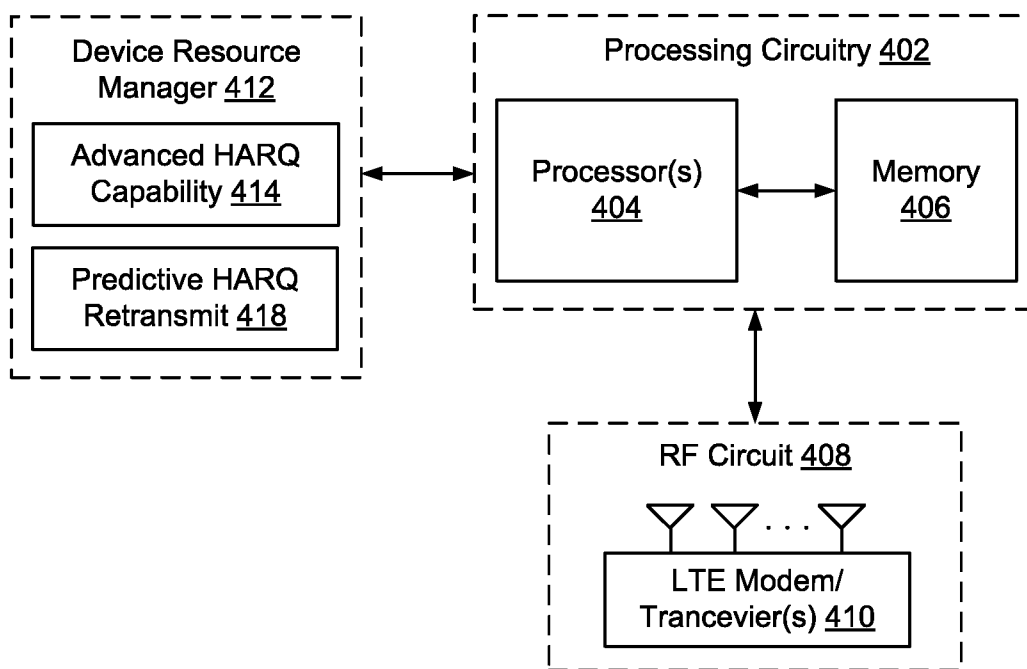 Device Resource
Manager 412
Advanced HARQ
Capability 414
Predictive HARQ
Retransmit 418
Processing Circuitry 402
Processor(s)
404
Memory
406
RF Circuit 408
. . .
LTE Modem/
Trancevier(s) 410